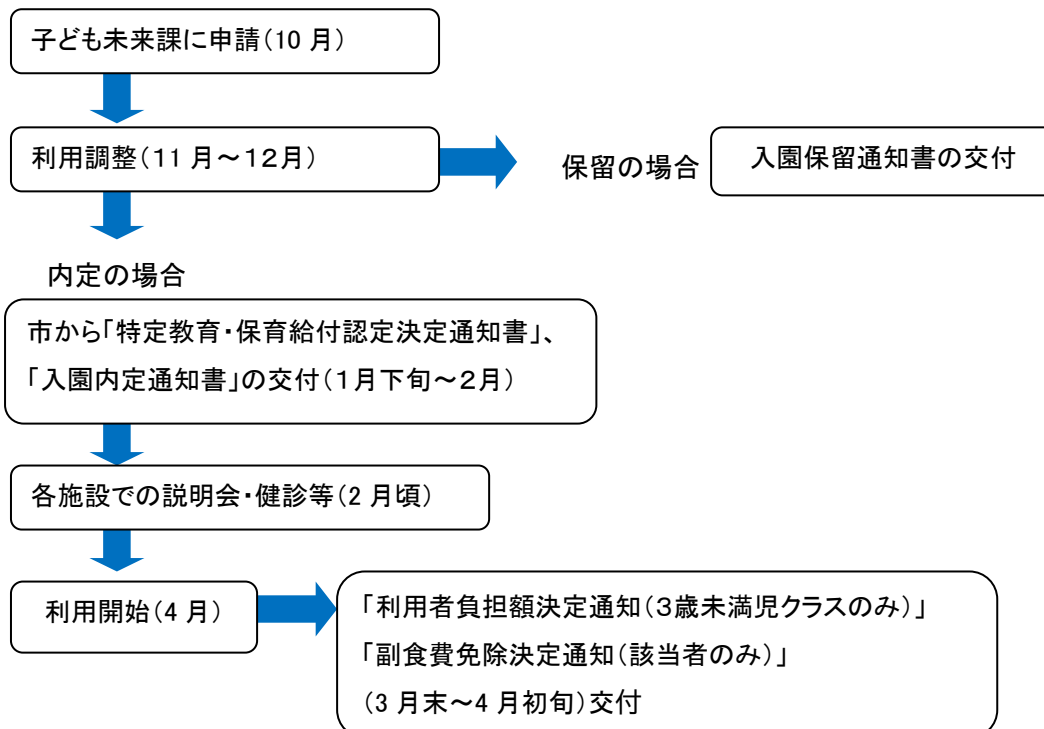 子ども未来課に申請(10 月)
利用調整(11 月～１２月)
保留の場合
入園保留通知書の交付
内定の場合
市から「特定教育・保育給付認定決定通知書」、
「入園内定通知書」の交付(１月下旬～２月)
各施設での説明会・健診等(2 月頃)
利用開始(4 月)
「利用者負担額決定通知(３歳未満児クラスのみ)」
「副食費免除決定通知(該当者のみ)」
(3 月末～4 月初旬)交付